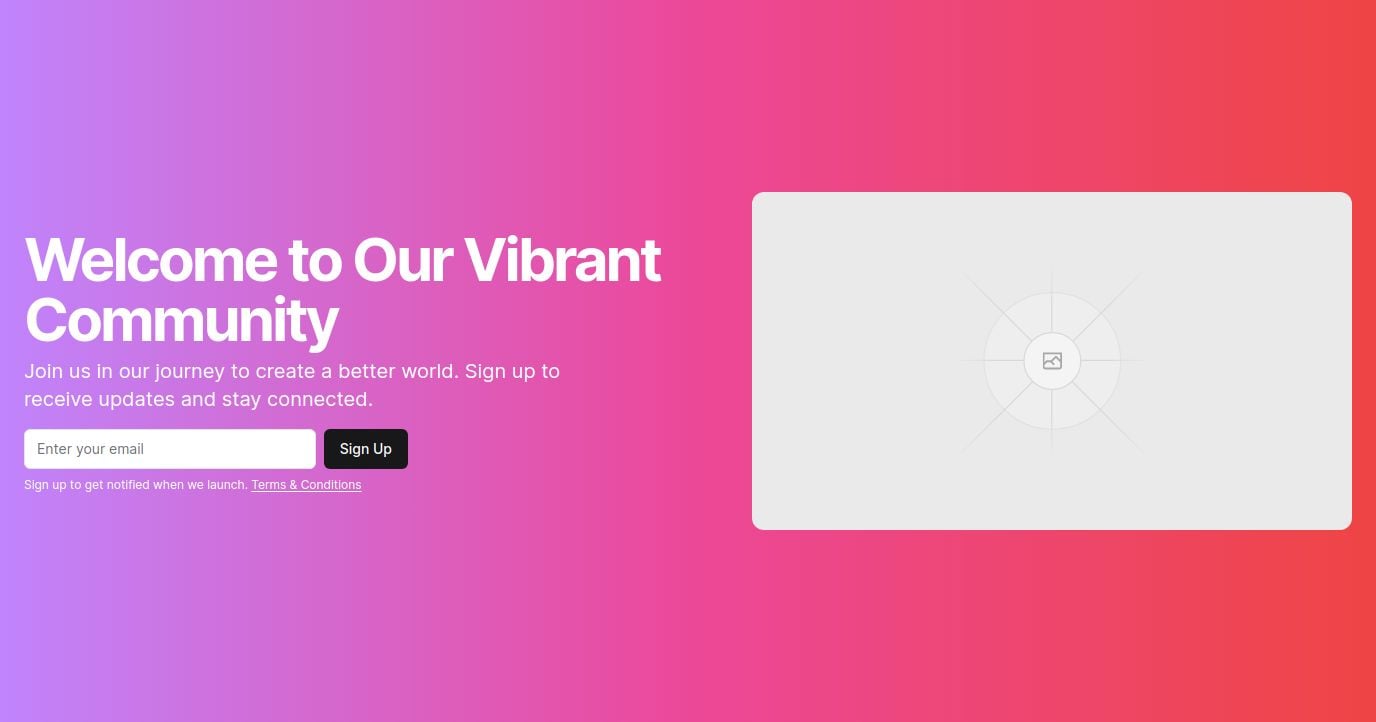 Welcome to Our Vibrant
Community
Join us in our journey to create a better world. Sign up to
receive updates and stay connected.
Enter your email
Sign Up
Sign up to get notified when we launch. Terms & Conditions